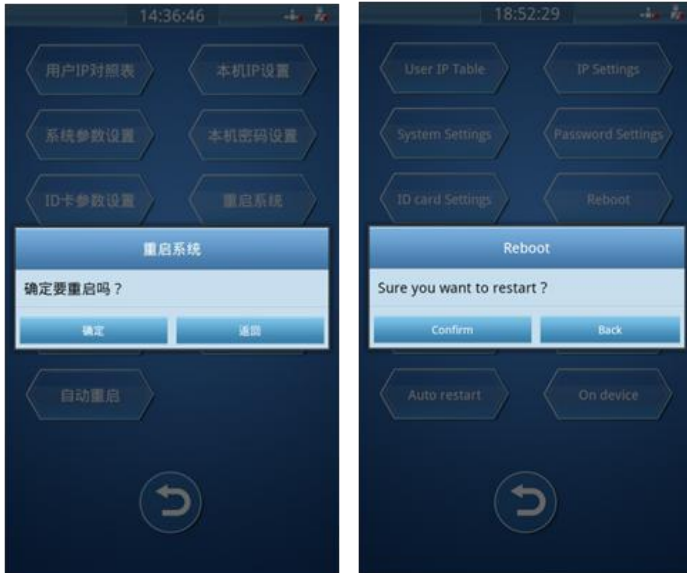 14:36:46
用户IP对照表
本机IP设置
系统参数设置
本机密码设置
ID卡参数设置
重启系统
重启系统
确定要重启吗？
确定
返回
自动重启
18:52:29
User IP Table
IP Settings
System Settings
Password Settings
ID card Settings
Reboot
Reboot
Sure you want to restart ?
Confirm
Back
Auto restart
On device